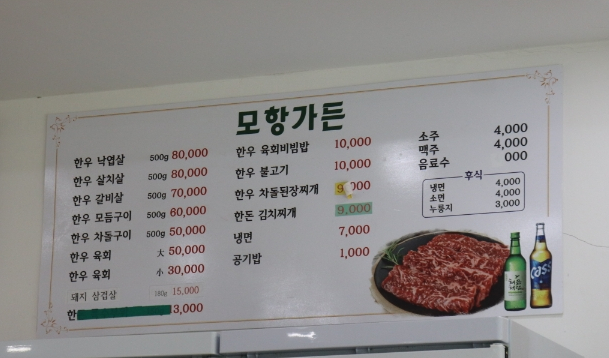 모항가든
한우 낙엽살 500g 80,000
한우 살치살 500g 80,000
한우 갈비살 500g 70,000
한우 모듬구이 500g 60,000
한우 차돌구이 500g 50,000
한우 육회 大 50,000
한우 육회 小 30,000
돼지 삼겹살 180g 15,000
한 3,000
한우 육회비빔밥 10,000
한우 불고기 10,000
한우 차돌된장찌개 9,000
한돈 김치찌개 9,000
냉면 7,000
공기밥 1,000
소주 4,000
맥주 4,000
음료수 000
후식
냉면 4,000
소면 4,000
누룽지 3,000
cass